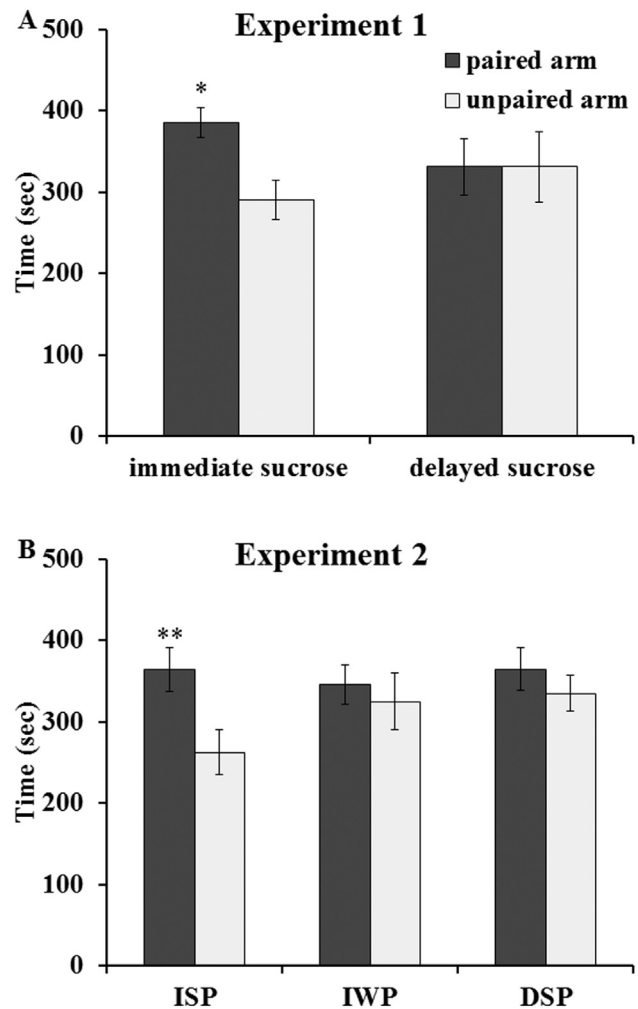 A
Experiment 1
500
400
300
200
100
0
Time (sec)
paired arm
unpaired arm
*
immediate sucrose
delayed sucrose
B
Experiment 2
500
400
300
200
100
0
Time (sec)
**
ISP
IWP
DSP